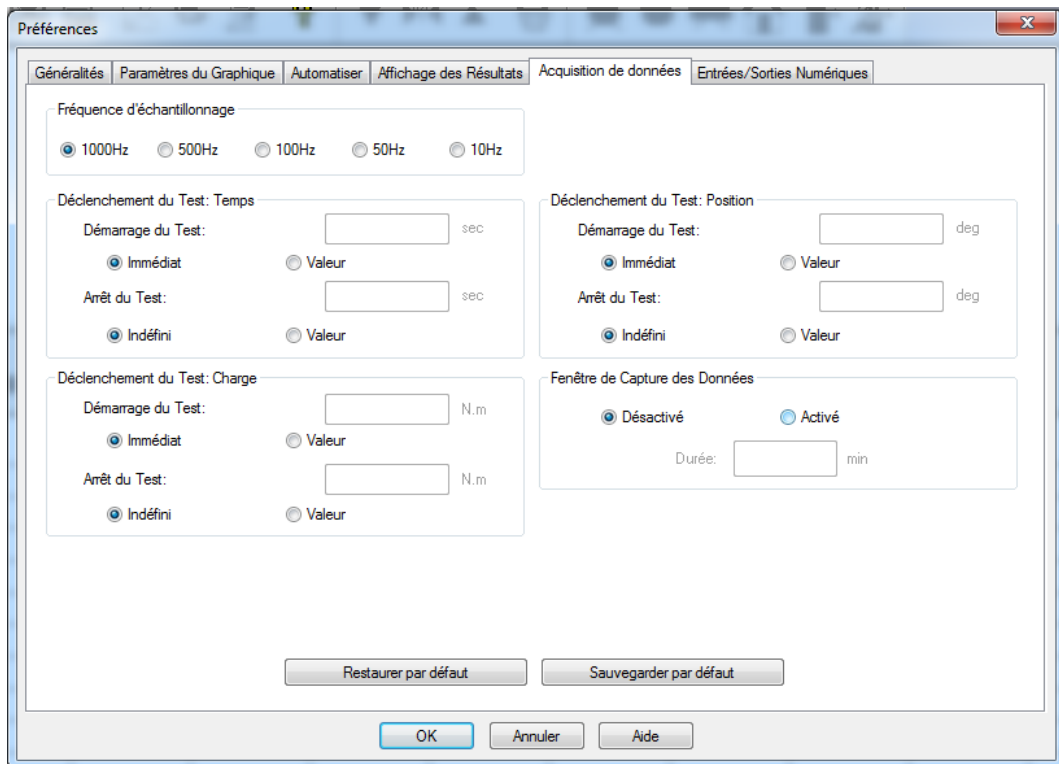 Préférences
Généralités
Paramètres du Graphique
Automatiser
Affichage des Résultats
Acquisition de données
Entrées/Sorties Numériques
Fréquence d'échantillonnage
1000Hz
500Hz
100Hz
50Hz
10Hz
Déclenchement du Test: Temps
Démarrage du Test:
sec
Immédiat
Valeur
Arrêt du Test:
sec
Indéfini
Valeur
Déclenchement du Test: Position
Démarrage du Test:
deg
Immédiat
Valeur
Arrêt du Test:
deg
Indéfini
Valeur
Déclenchement du Test: Charge
Démarrage du Test:
N.m
Immédiat
Valeur
Arrêt du Test:
N.m
Indéfini
Valeur
Fenêtre de Capture des Données
Désactivé
Activé
Durée:
min
Restaurer par défaut
Sauvegarder par défaut
OK
Annuler
Aide